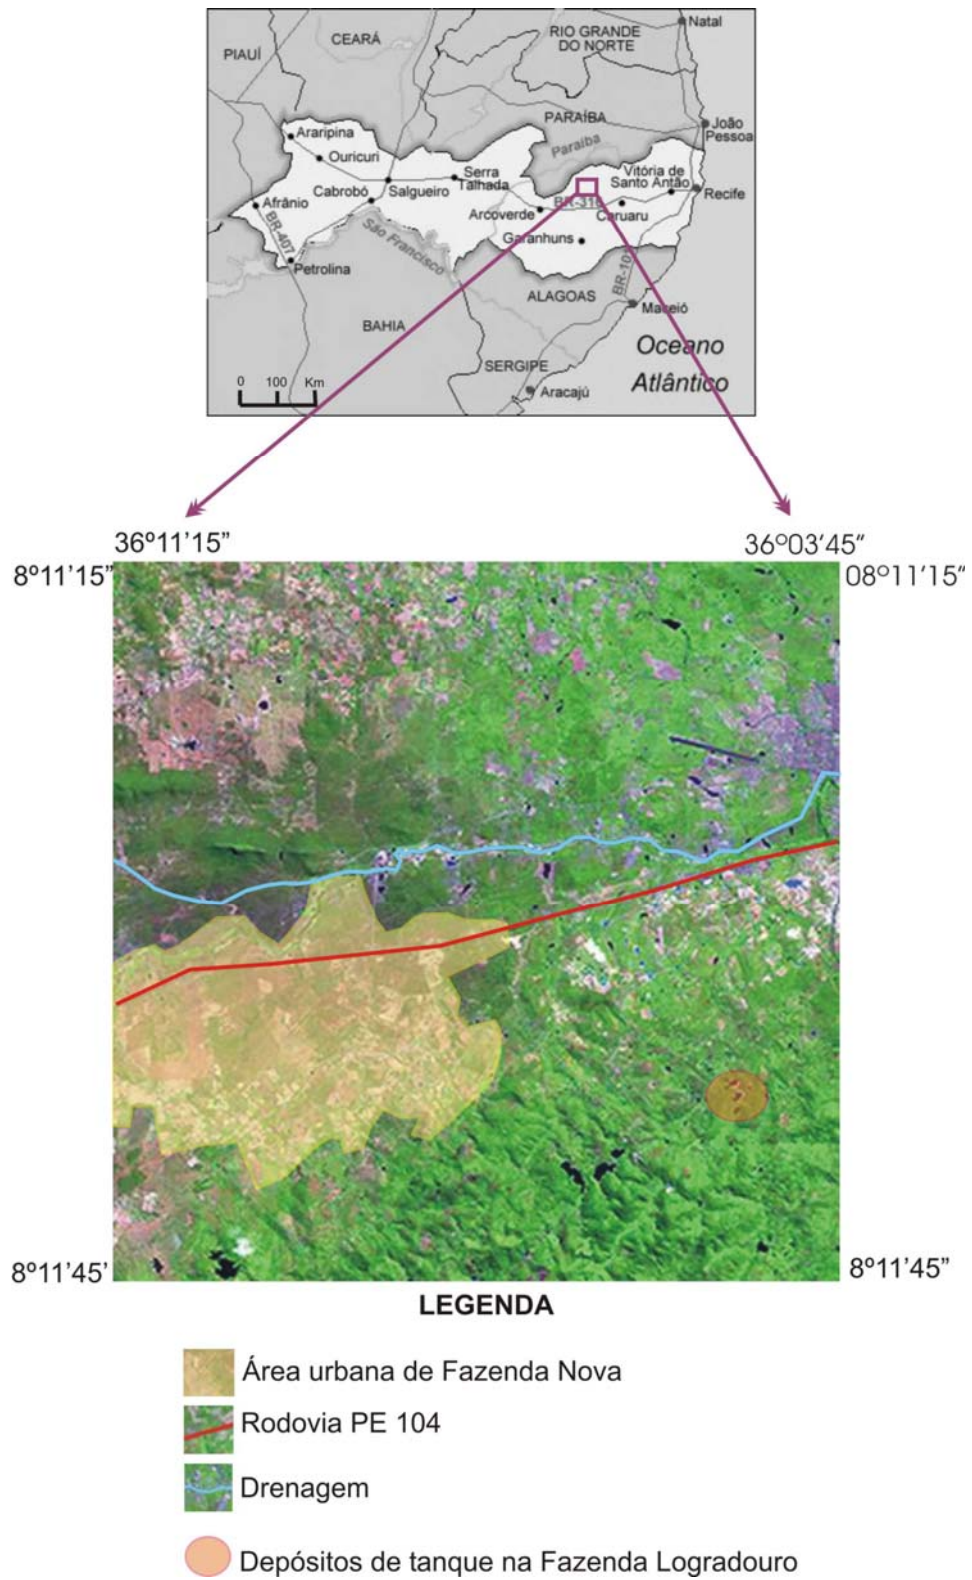 Natal
RIO GRANDE
DO NORTE
CEARÁ
PIAUÍ
PARAÍBA
João
Pessoa
Araripina
Paraíba
Ouricuri
Vitória de
Santo Antão
Serra
Talhada
Cabrobó
Salgueiro
Recife
Afrânio
BR-316
Arcoverde
Caruaru
BR-407
São Francisco
Garanhuns
Petrolina
BR-101
ALAGOAS
Maceió
BAHIA
Oceano
Atlântico
SERGIPE
0 100 Km
Aracajú
36º11'15"
36º03'45"
8º11'15"
08º11'15"
8º11'45'
8º11'45"
LEGENDA
Área urbana de Fazenda Nova
Rodovia PE 104
Drenagem
Depósitos de tanque na Fazenda Logradouro